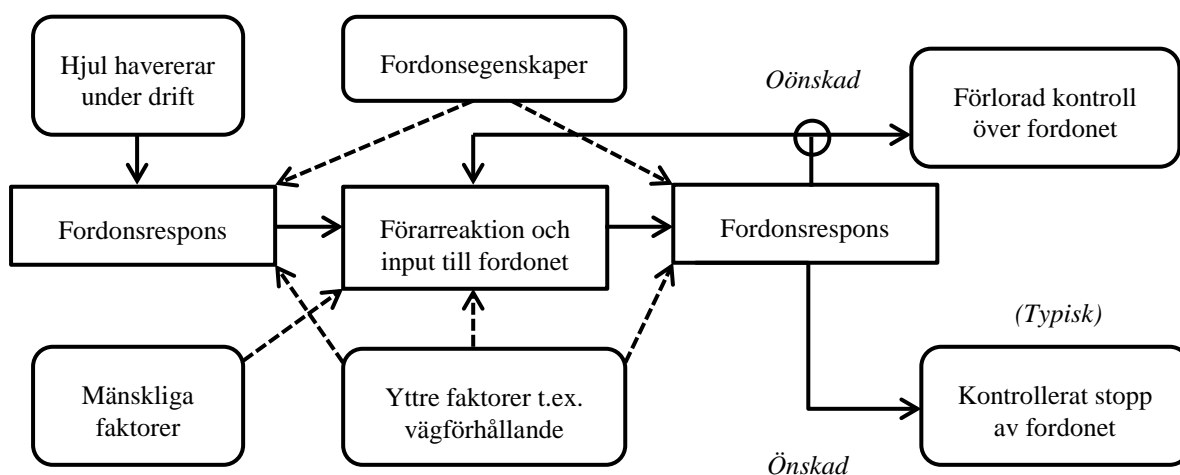 Hjul havererar
under drift
Fordonsegenskaper
Oönskad
Förlorad kontroll
över fordonet
Fordonsrespons
Förarreaktion och
input till fordonet
Fordonsrespons
(Typisk)
Mänskliga
faktorer
Yttre faktorer t.ex.
vägförhållande
Kontrollerat stopp
av fordonet
Önskad